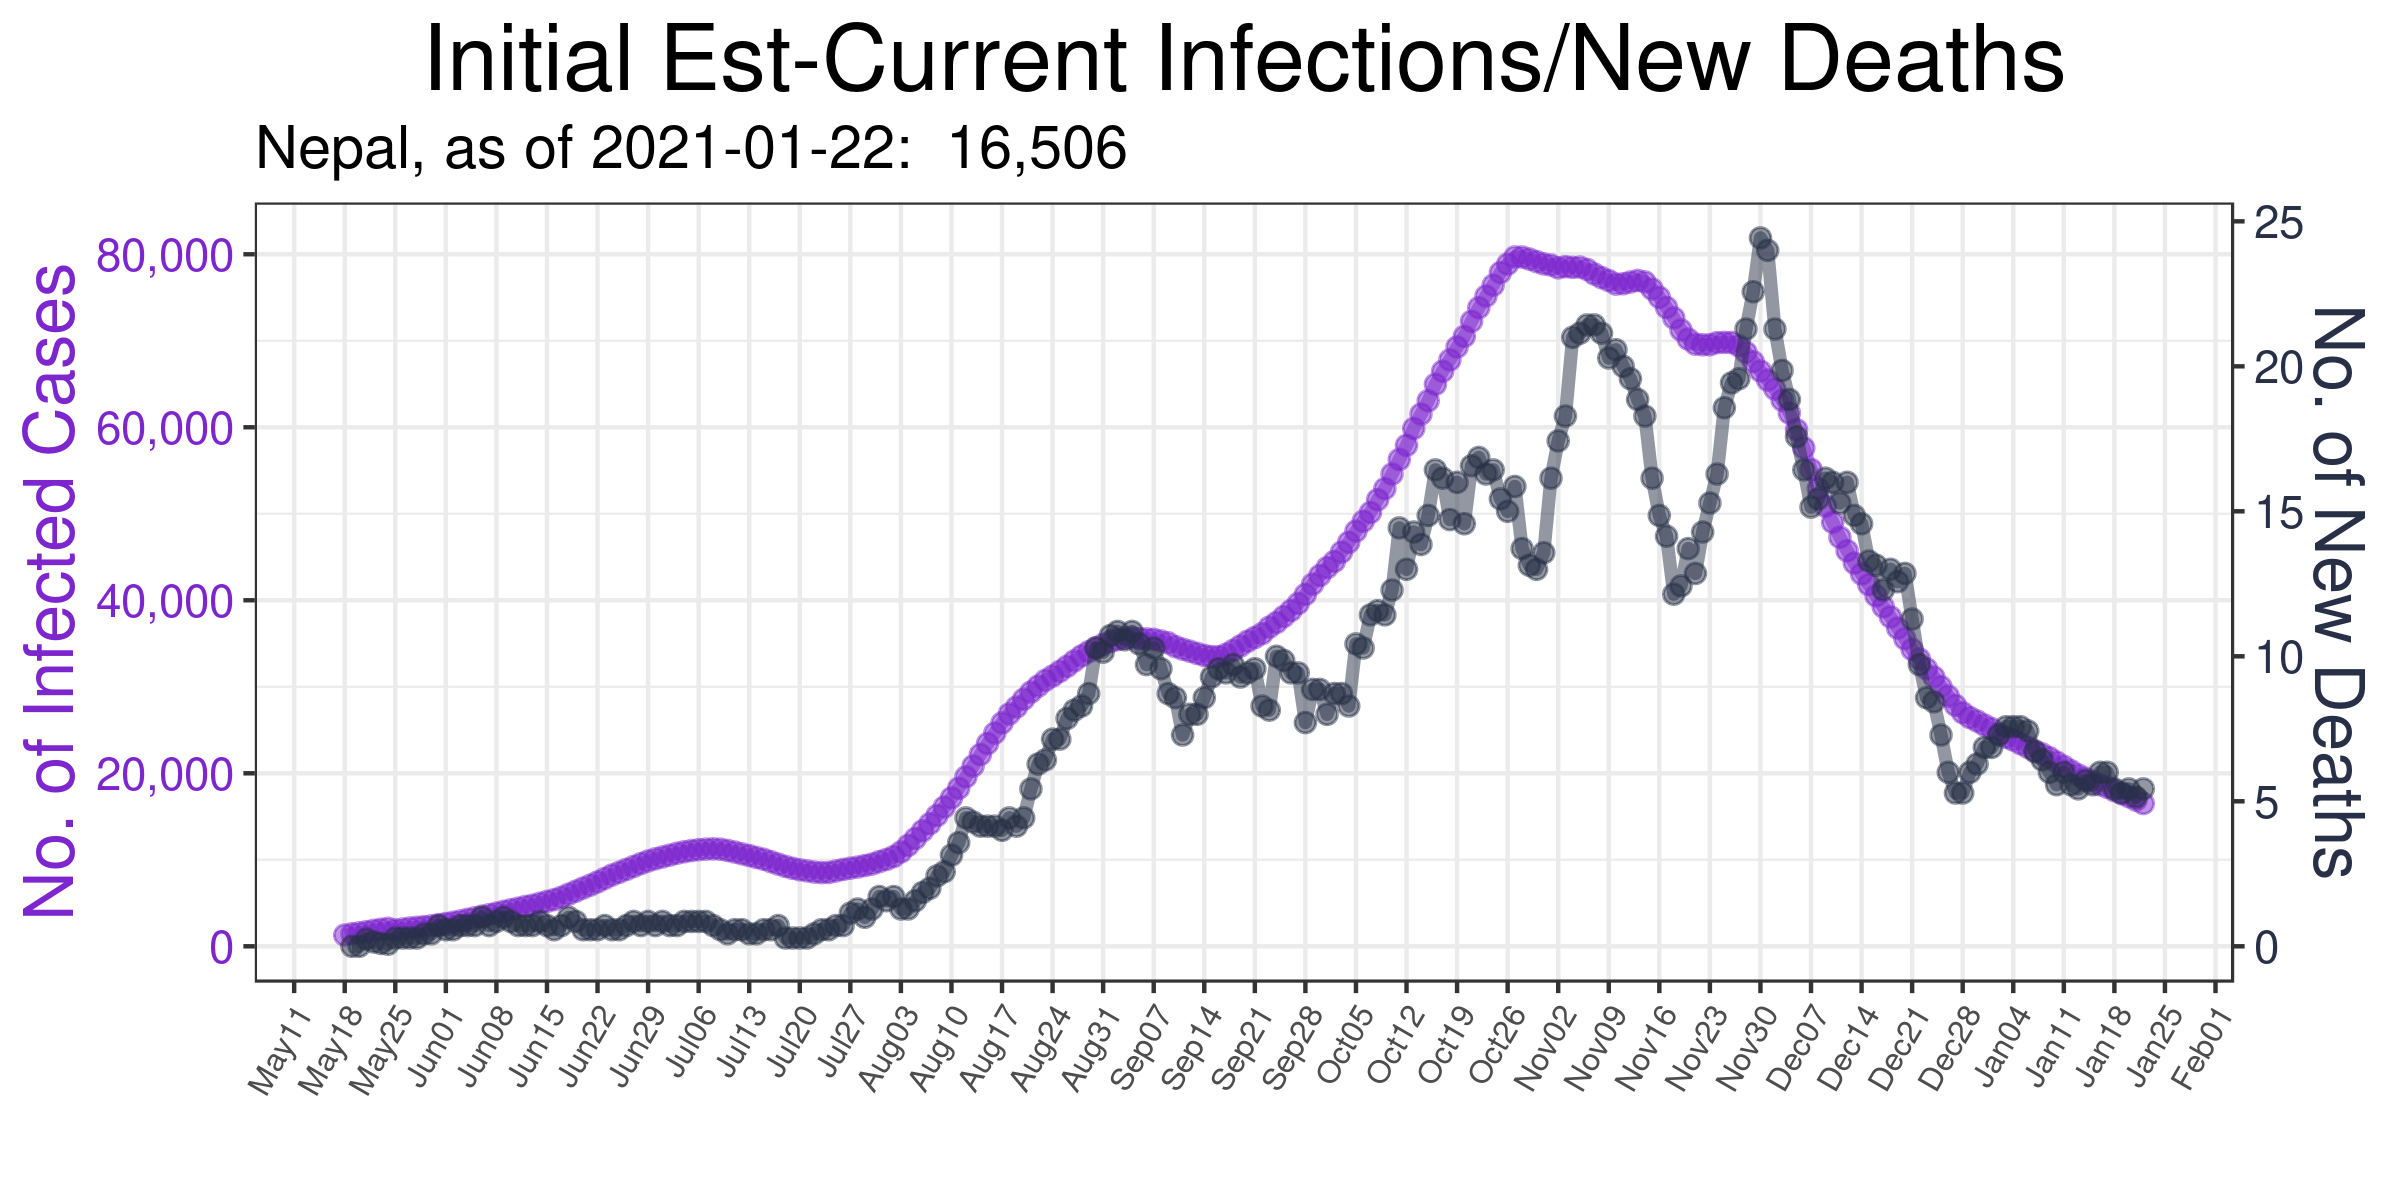 Initial Est-Current Infections/New Deaths
Nepal, as of 2021-01-22:  16,506
No. of Infected Cases
80,000
60,000
40,000
20,000
0
25
20
15
10
5
0
No. of New Deaths
May11
May18
May25
Jun01
Jun08
Jun15
Jun22
Jun29
Jul06
Jul13
Jul20
Jul27
Aug03
Aug10
Aug17
Aug24
Aug31
Sep07
Sep14
Sep21
Sep28
Oct05
Oct12
Oct19
Oct26
Nov02
Nov09
Nov16
Nov23
Nov30
Dec07
Dec14
Dec21
Dec28
Jan04
Jan11
Jan18
Jan25
Feb01